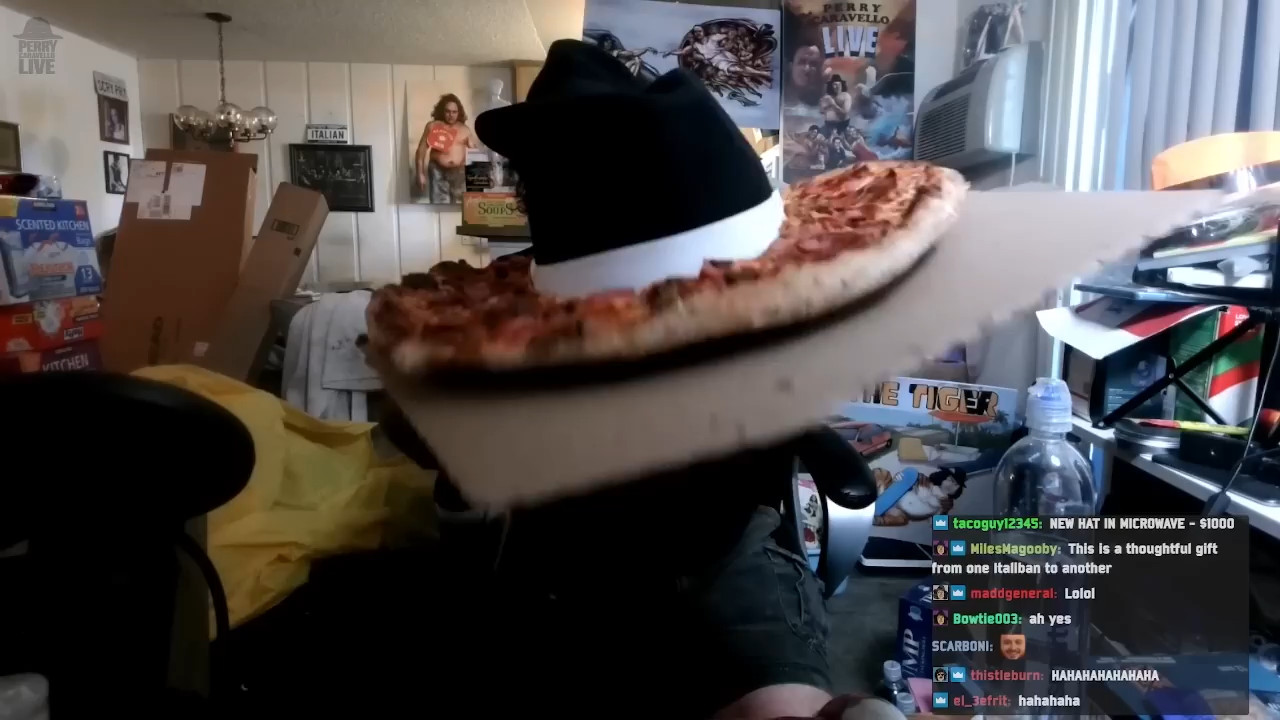 PERRY
CARAVELLO
LIVE
PERRY
CARAVELLO
LIVE
ITALIAN
SOUPS
SCENTED KITCHEN
Bags
13
KITCHEN
THE TIGER
tacoguy12345: NEW HAT IN MICROWAVE - $1000
MilesMagooby: This is a thoughtful gift
from one italiban to another
maddgeneral: Lolol
Bowtie003: ah yes
SCARBONI:
thistleburn: HAHAHAHAHAHAHA
el_3efrit: hahahaha